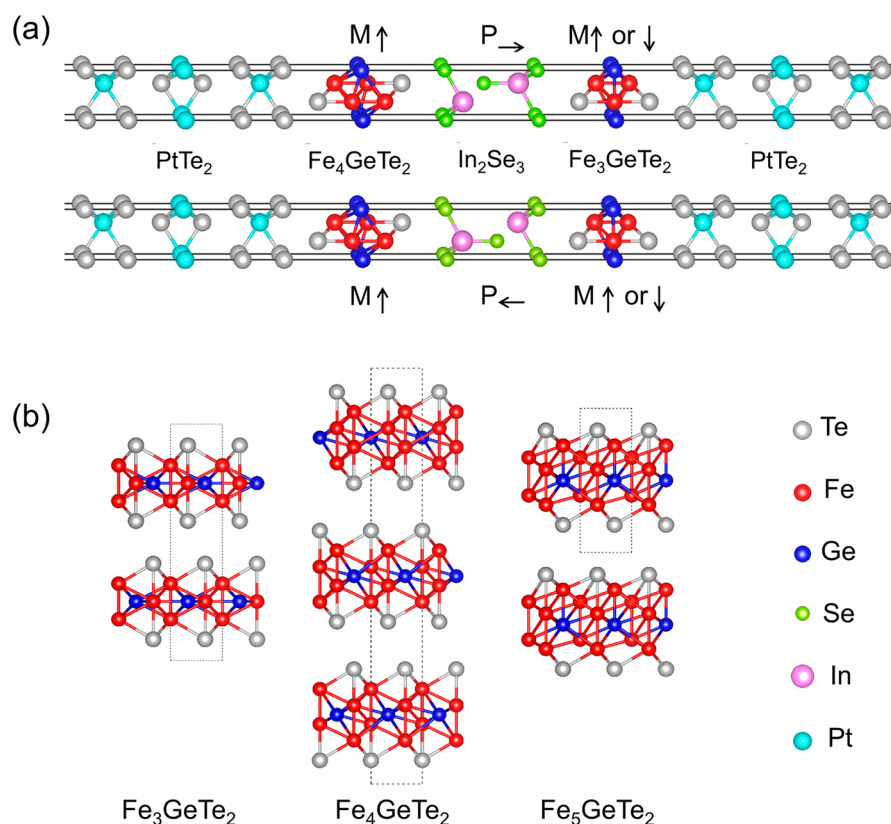 (a)
M↑ P→ M↑ or ↓
PtTe₂ Fe₄GeTe₂ In₂Se₃ Fe₃GeTe₂ PtTe₂
M↑ P← M↑ or ↓
(b)
Te
Fe
Ge
Se
In
Pt
Fe₃GeTe₂ Fe₄GeTe₂ Fe₅GeTe₂